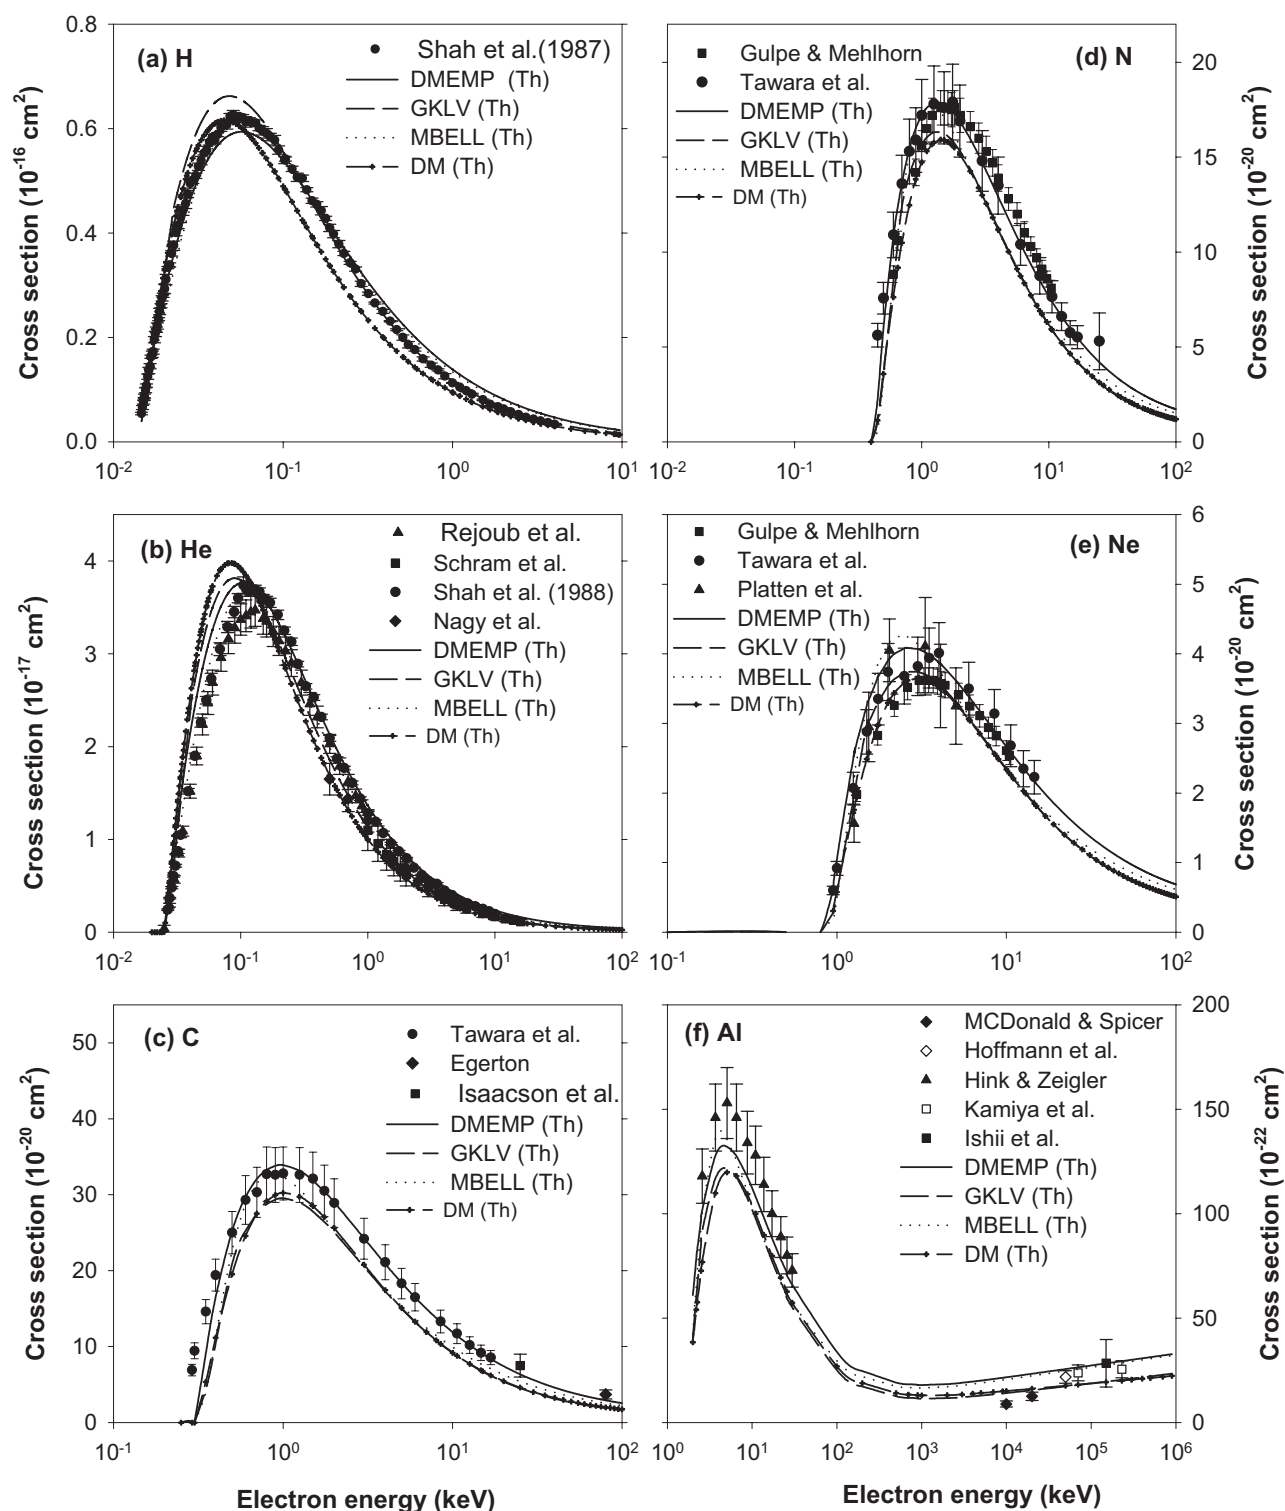 (a) H
Shah et al.(1987)
DMEMP (Th)
GKLV (Th)
MBELL (Th)
DM (Th)
Cross section (10⁻¹⁶ cm²)
0.8
0.6
0.4
0.2
0.0
10⁻²
10⁻¹
10⁰
10¹
(d) N
Gulpe & Mehlhorn
Tawara et al.
DMEMP (Th)
GKLV (Th)
MBELL (Th)
DM (Th)
Cross section (10⁻²⁰ cm²)
20
15
10
5
0
10⁻²
10⁻¹
10⁰
10¹
10²
(b) He
Rejoub et al.
Schram et al.
Shah et al. (1988)
Nagy et al.
DMEMP (Th)
GKLV (Th)
MBELL (Th)
DM (Th)
Cross section (10⁻¹⁷ cm²)
4
3
2
1
0
10⁻²
10⁻¹
10⁰
10¹
10²
(e) Ne
Gulpe & Mehlhorn
Tawara et al.
Platten et al.
DMEMP (Th)
GKLV (Th)
MBELL (Th)
DM (Th)
Cross section (10⁻²⁰ cm²)
6
5
4
3
2
1
0
10⁻¹
10⁰
10¹
10²
(c) C
Tawara et al.
Egerton
Isaacson et al.
DMEMP (Th)
GKLV (Th)
MBELL (Th)
DM (Th)
Cross section (10⁻²⁰ cm²)
50
40
30
20
10
0
10⁻¹
10⁰
10¹
10²
Electron energy (keV)
(f) Al
MCDonald & Spicer
Hoffmann et al.
Hink & Zeigler
Kamiya et al.
Ishii et al.
DMEMP (Th)
GKLV (Th)
MBELL (Th)
DM (Th)
Cross section (10⁻²² cm²)
200
150
100
50
0
10⁰
10¹
10²
10³
10⁴
10⁵
10⁶
Electron energy (keV)